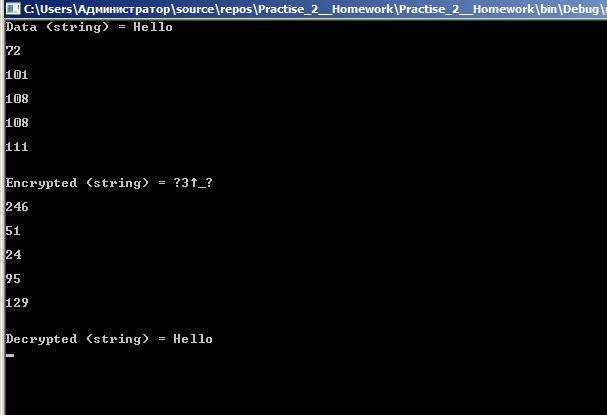 C:\Users\Администратор\source\repos\Practise_2__Homework\Practise_2__Homework\bin\Debug\
Data (string) = Hello
72
101
108
108
111
Encrypted (string) = ?3↑_?
246
51
24
95
129
Decrypted (string) = Hello